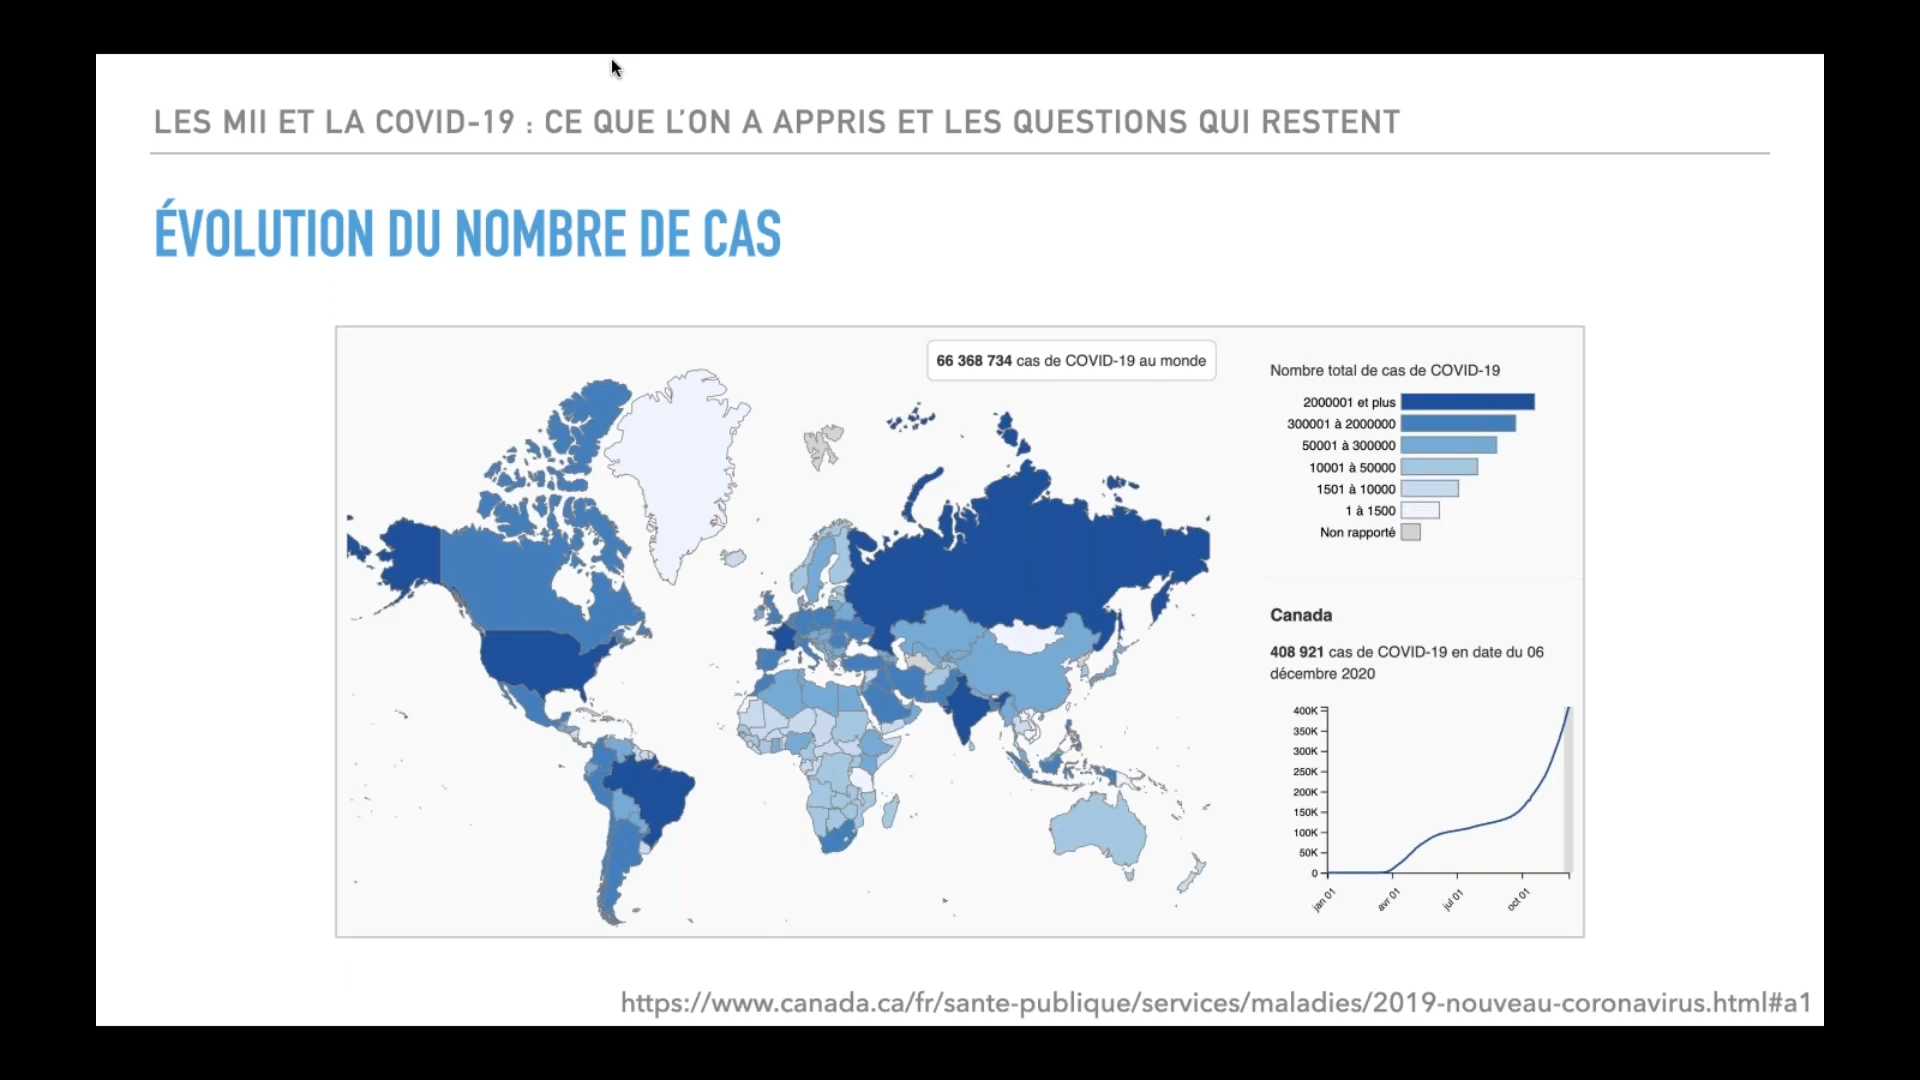 LES MII ET LA COVID-19 : CE QUE L'ON A APPRIS ET LES QUESTIONS QUI RESTENT
ÉVOLUTION DU NOMBRE DE CAS
66 368 734 cas de COVID-19 au monde
Nombre total de cas de COVID-19
2000001 et plus
300001 à 2000000
50001 à 300000
10001 à 50000
1501 à 10000
1 à 1500
Non rapporté
Canada
408 921 cas de COVID-19 en date du 06
décembre 2020
400K
350K
300K
250K
200K
150K
100K
50K
0
jan 01
avr 01
jul 01
oct 01
https://www.canada.ca/fr/sante-publique/services/maladies/2019-nouveau-coronavirus.html#a1